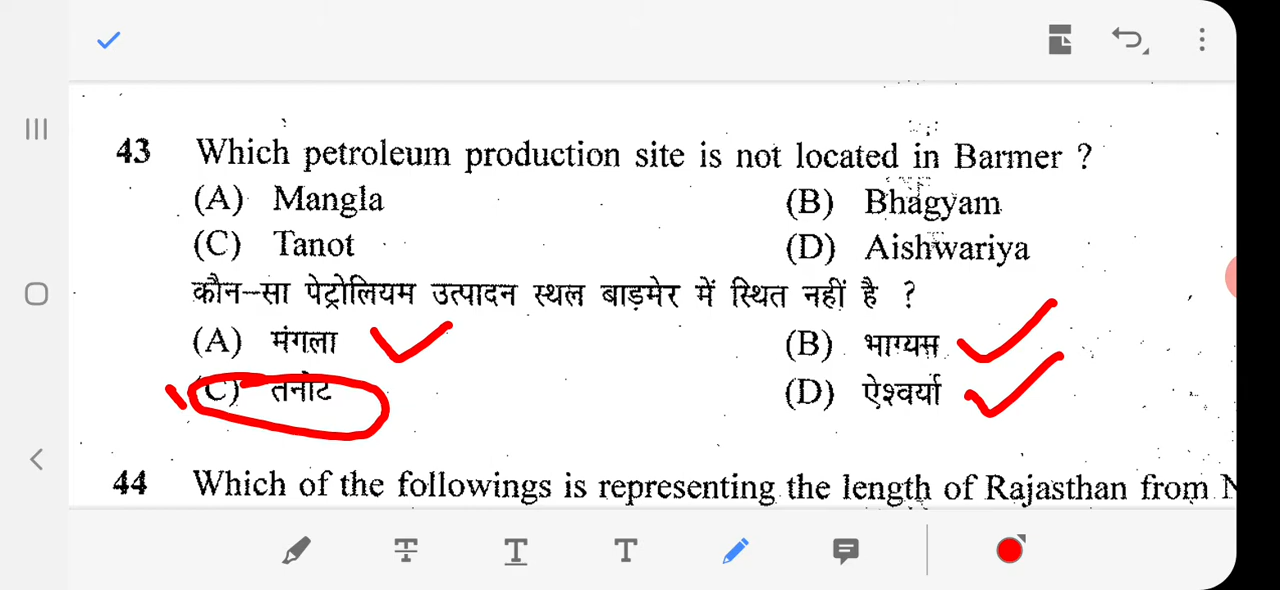 43 Which petroleum production site is not located in Barmer ?
(A) Mangla (B) Bhagyam
(C) Tanot (D) Aishwariya
कौन-सा पेट्रोलियम उत्पादन स्थल बाड़मेर में स्थित नहीं है ?
(A) मंगला (B) भाग्यस
(C) तनोट (D) ऐश्वर्या
44 Which of the followings is representing the length of Rajasthan from N
T T T